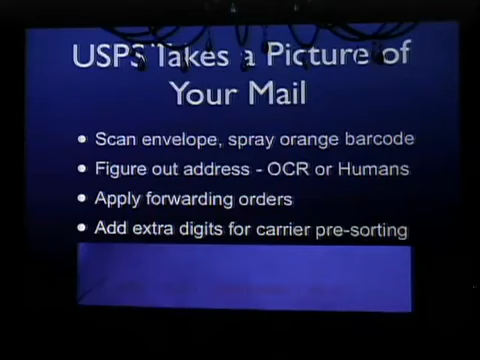 USPS Takes a Picture of
Your Mail
• Scan envelope, spray orange barcode
• Figure out address - OCR or Humans
• Apply forwarding orders
• Add extra digits for carrier pre-sorting